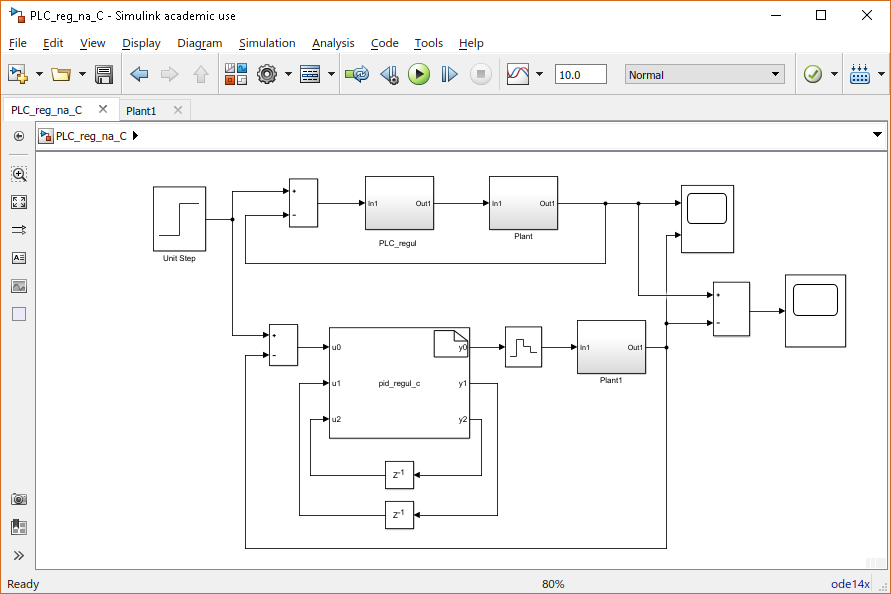 PLC_reg_na_C - Simulink academic use
File Edit View Display Diagram Simulation Analysis Code Tools Help
10.0 Normal
PLC_reg_na_C Plant1
PLC_reg_na_C
+
-
In1 Out1
PLC_regul
In1 Out1
Plant
Unit Step
+
-
+
-
u0 y0
u1 pid_regul_c y1
u2 y2
In1 Out1
Plant1
z-1
z-1
Ready 80% ode14x